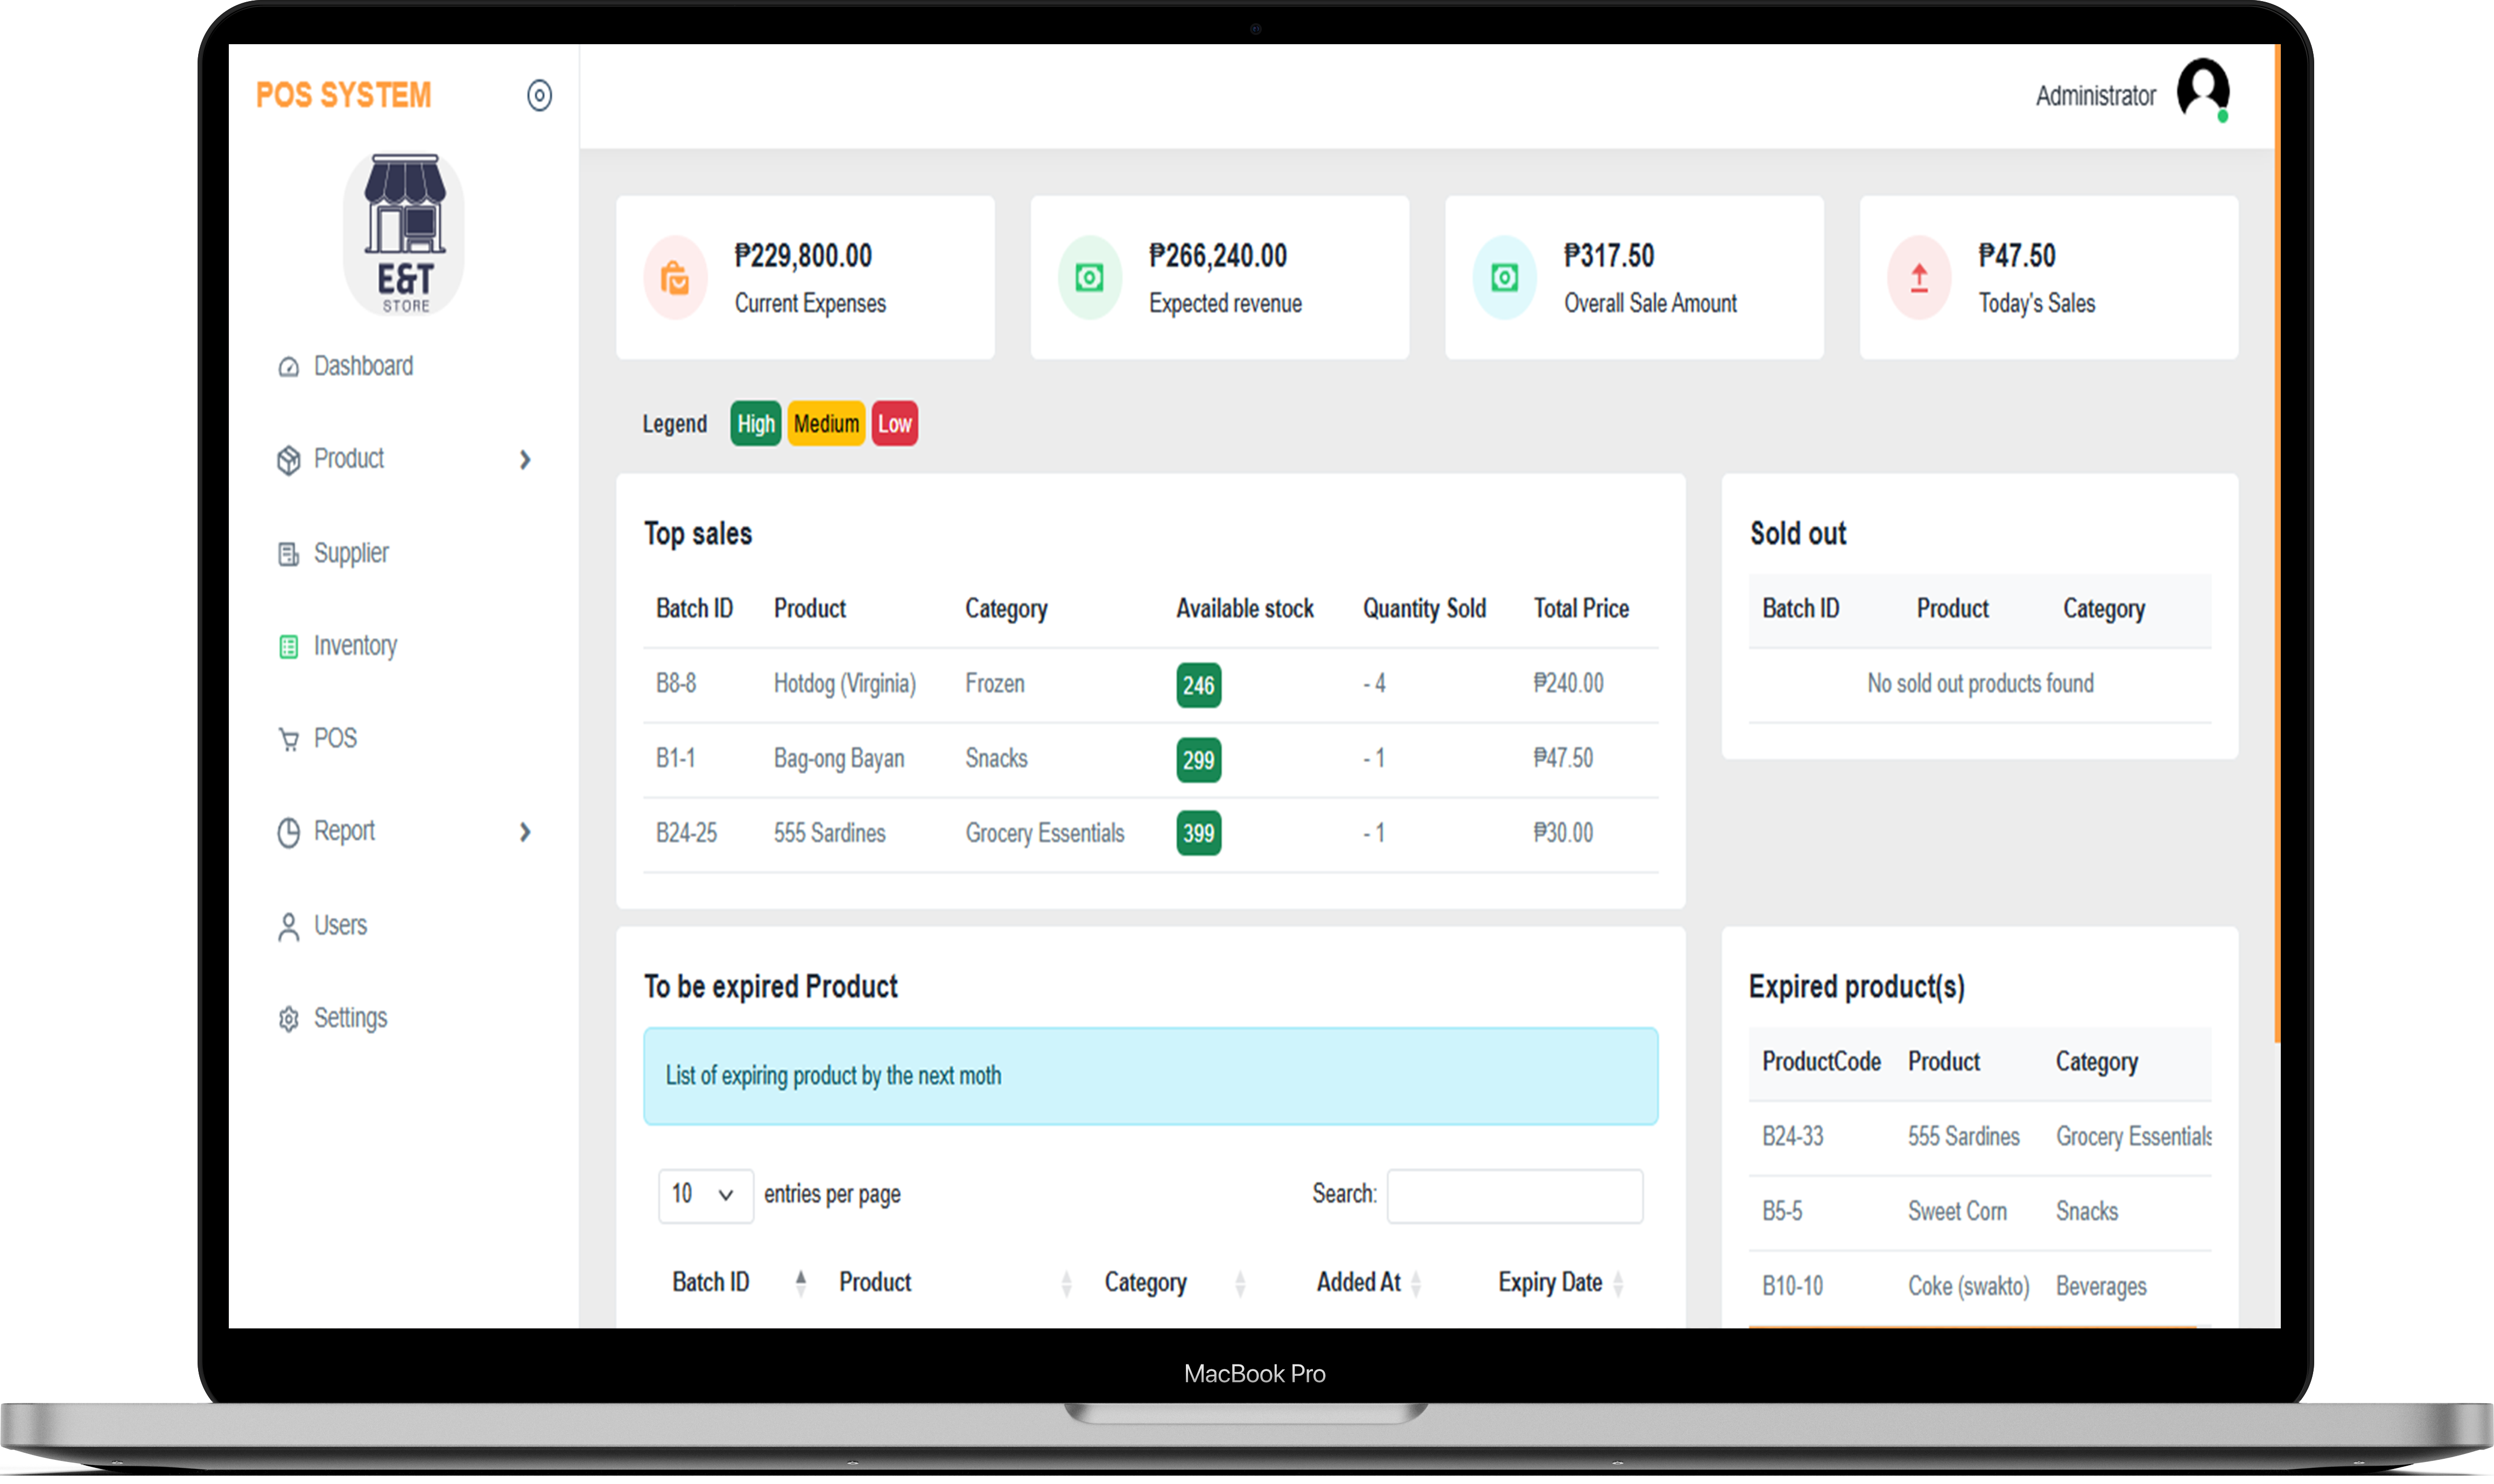 POS SYSTEM
Administrator
E&T
STORE
Dashboard
Product
Supplier
Inventory
POS
Report
Users
Settings
₱229,800.00
Current Expenses
₱266,240.00
Expected revenue
₱317.50
Overall Sale Amount
₱47.50
Today's Sales
Legend High Medium Low
Top sales
Batch ID Product Category Available stock Quantity Sold Total Price
B8-8 Hotdog (Virginia) Frozen 246 - 4 ₱240.00
B1-1 Bag-ong Bayan Snacks 299 - 1 ₱47.50
B24-25 555 Sardines Grocery Essentials 399 - 1 ₱30.00
Sold out
Batch ID Product Category
No sold out products found
To be expired Product
List of expiring product by the next moth
10 entries per page Search:
Batch ID Product Category Added At Expiry Date
Expired product(s)
ProductCode Product Category
B24-33 555 Sardines Grocery Essentials
B5-5 Sweet Corn Snacks
B10-10 Coke (swakto) Beverages
MacBook Pro